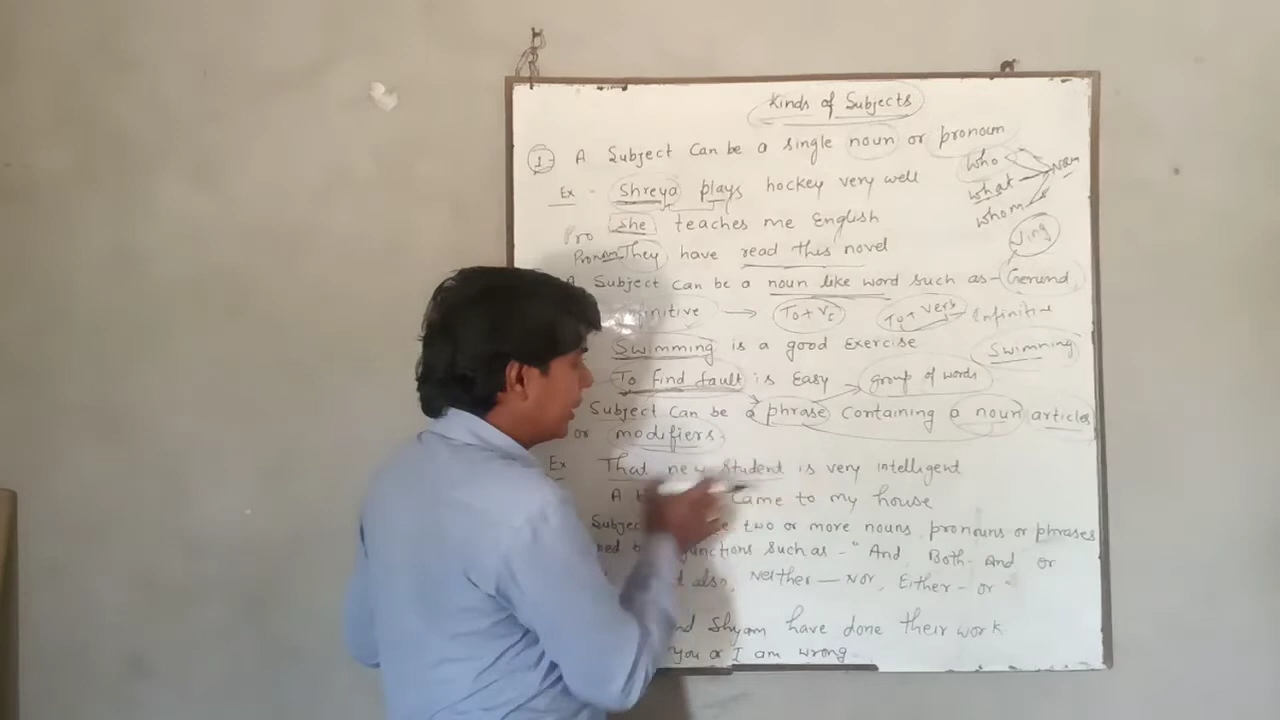 Kinds of Subjects
1. A Subject Can be a single noun or pronoun
who
what
whom
Noun
Ex - Shreya plays hockey very well
Pro She teaches me English
Pronoun They have read this novel
Ving
A Subject can be a noun like word such as - Gerund
To + V1 To + Verb Infinitive
Swimming is a good Exercise Swimming
To find fault is Easy group of words
Subject Can be a phrase Containing a noun articles
or modifiers
Ex That new Student is very intelligent
A came to my house
two or more nouns, pronouns or phrases
such as - "And, Both - And or
also, Neither — Nor, Either - or "
Shyam have done their work
You or I am wrong